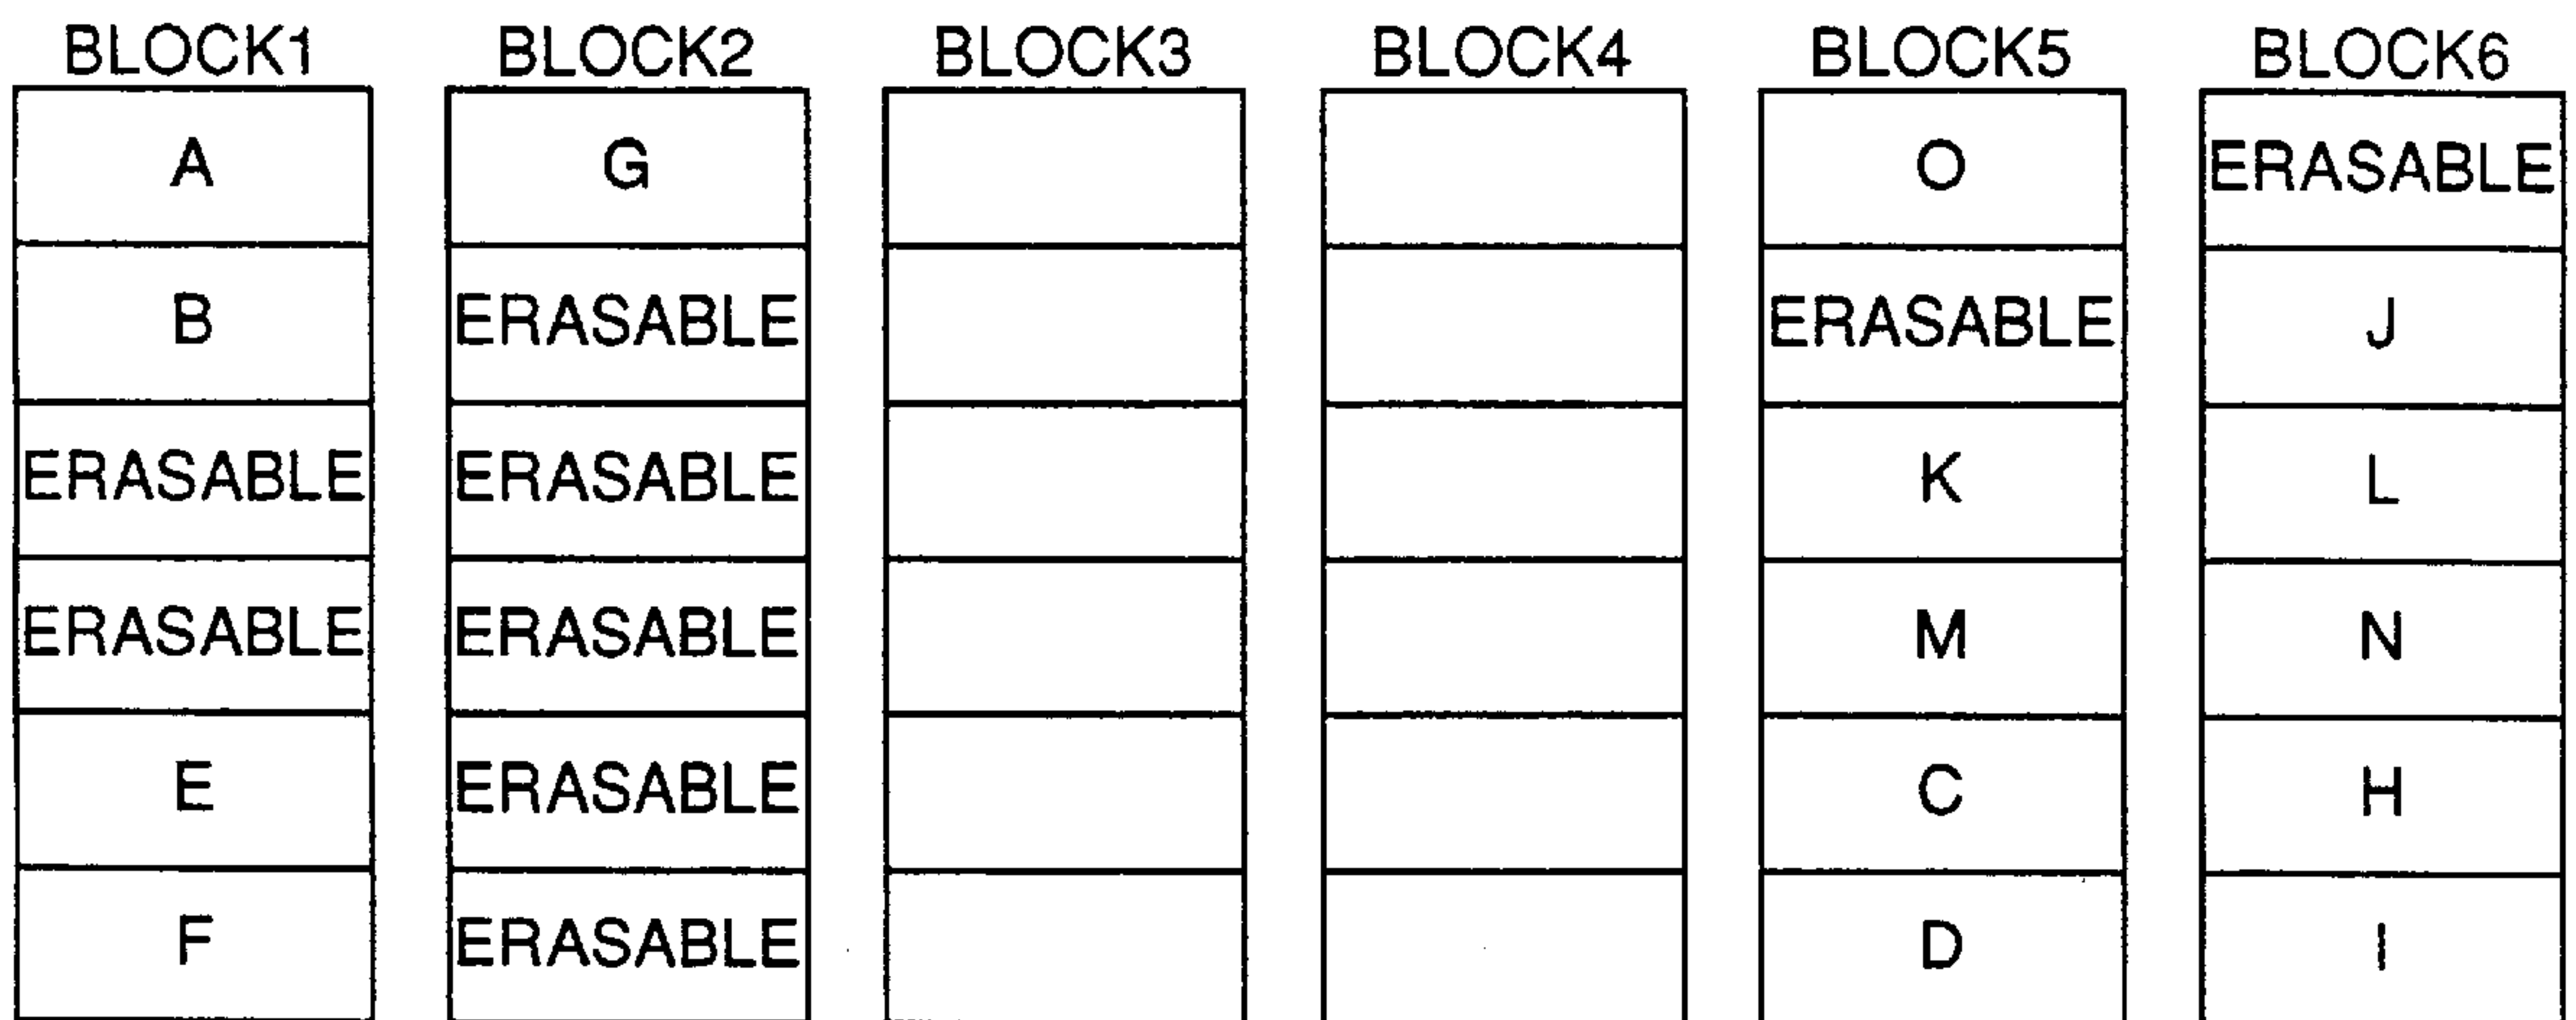 BLOCK1 BLOCK2 BLOCK3 BLOCK4 BLOCK5 BLOCK6
A G O ERASABLE
B ERASABLE ERASABLE J
ERASABLE ERASABLE K L
ERASABLE ERASABLE M N
E ERASABLE C H
F ERASABLE D I